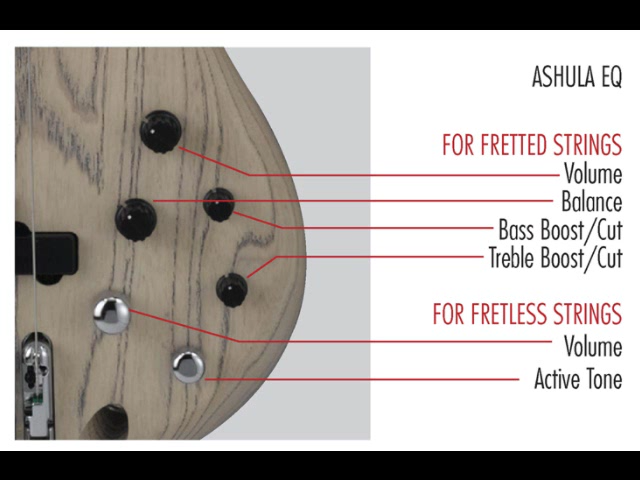 ASHULA EQ
FOR FRETTED STRINGS
Volume
Balance
Bass Boost/Cut
Treble Boost/Cut
FOR FRETLESS STRINGS
Volume
Active Tone